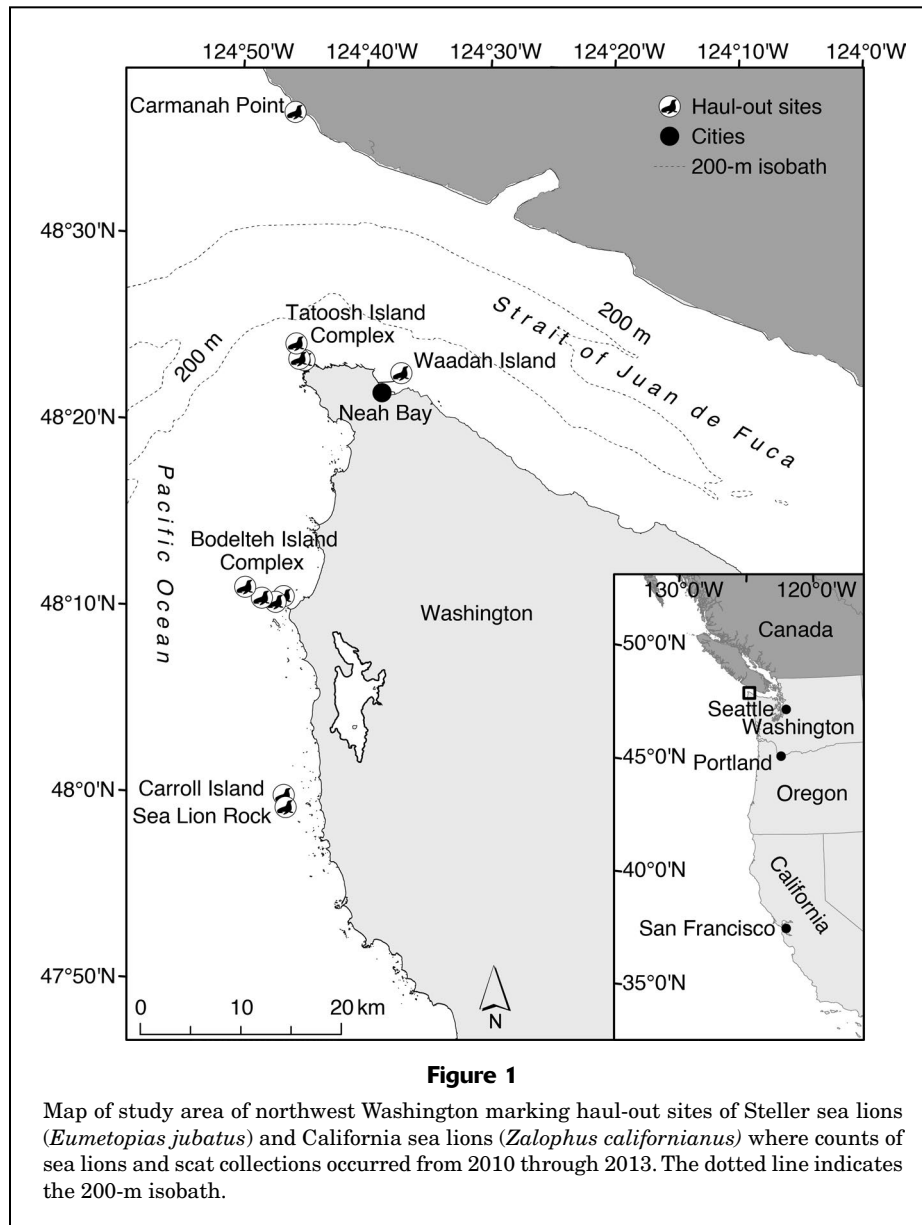 124°50'W 124°40'W 124°30'W 124°20'W 124°10'W 124°0'W
Carmanah Point
Haul-out sites
Cities
200-m isobath
48°30'N
Tatoosh Island
Complex
200 m
Strait of Juan de Fuca
200 m
Waadah Island
Neah Bay
48°20'N
Pacific Ocean
Bodelteh Island
Complex
48°10'N
Washington
Carroll Island
48°0'N
Sea Lion Rock
47°50'N
0 10 20 km
N
130°0'W 120°0'W
Canada
50°0'N
Seattle
Washington
45°0'N
Portland
Oregon
40°0'N
California
San Francisco
35°0'N
Figure 1
Map of study area of northwest Washington marking haul-out sites of Steller sea lions
(Eumetopias jubatus) and California sea lions (Zalophus californianus) where counts of
sea lions and scat collections occurred from 2010 through 2013. The dotted line indicates
the 200-m isobath.